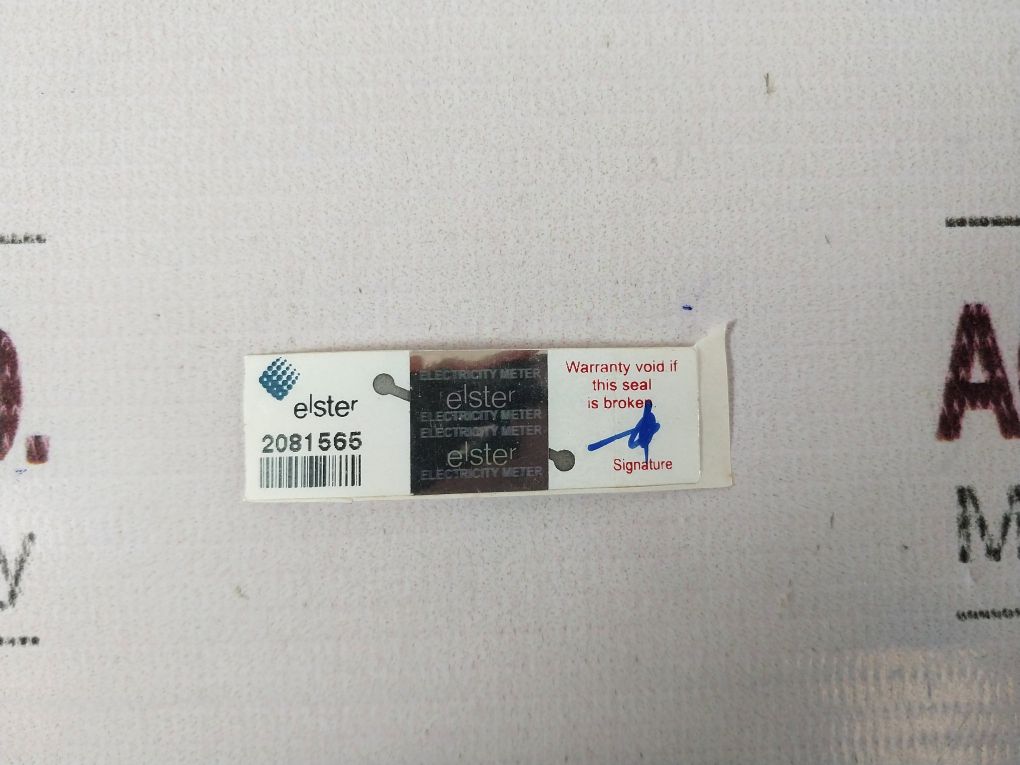 elster
2081565
ELECTRICITY METER
elster
ELECTRICITY METER
ELECTRICITY METER
elster
ELECTRICITY METER
Warranty void if
this seal
is broken
Signature